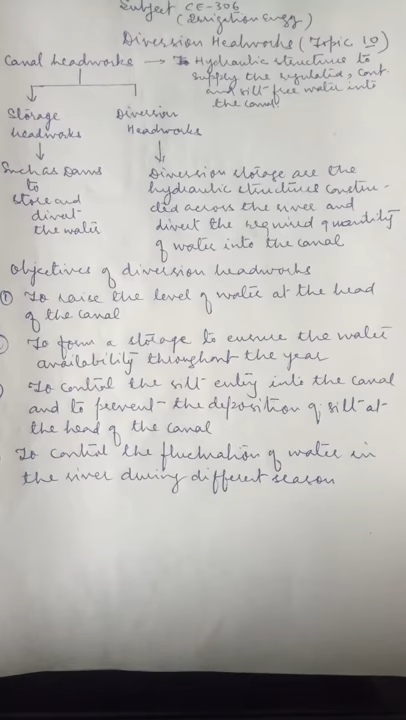 Subject CE-306
(Irrigation Engg)
Diversion Headworks (Topic 10)
Canal headworks → Hydraulic structures to
supply the regulated, cont
and silt free water into
the canal
Storage headworks
Diversion Headworks
Such as Dams
to
store and
divert
the water
Diversion storage are the
hydraulic structures constru-
cted across the river and
divert the required quantity
of water into the canal
Objectives of diversion headworks
① To raise the level of water at the head
of the canal
To form a storage to ensure the water
availability throughout the year
To control the silt entry into the canal
and to prevent the deposition of silt at
the head of the canal
To control the fluctuation of water in
the river during different season